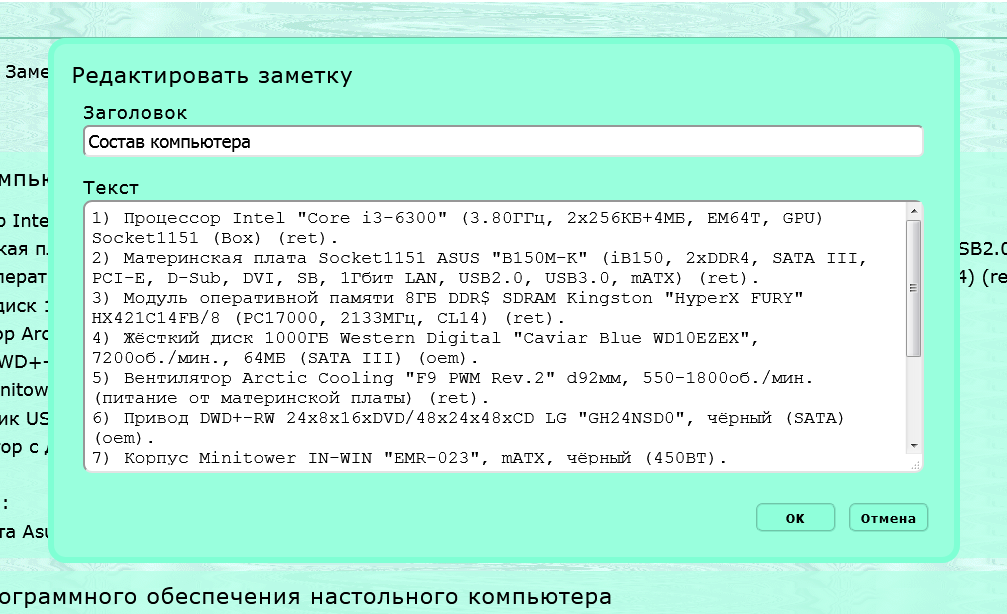 Заме
Редактировать заметку
Заголовок
Состав компьютера
Текст
1) Процессор Intel "Core i3-6300" (3.80ГГц, 2x256КБ+4МБ, EM64T, GPU)
Socket1151 (Box) (ret).
2) Материнская плата Socket1151 ASUS "B150M-K" (iB150, 2xDDR4, SATA III,
PCI-E, D-Sub, DVI, SB, 1Гбит LAN, USB2.0, USB3.0, mATX) (ret).
3) Модуль оперативной памяти 8ГБ DDR$ SDRAM Kingston "HyperX FURY"
HX421C14FB/8 (PC17000, 2133МГц, CL14) (ret).
4) Жёсткий диск 1000ГБ Western Digital "Caviar Blue WD10EZEX",
7200об./мин., 64МБ (SATA III) (oem).
5) Вентилятор Arctic Cooling "F9 PWM Rev.2" d92мм, 550-1800об./мин.
(питание от материнской платы) (ret).
6) Привод DWD+-RW 24x8x16xDVD/48x24x48xCD LG "GH24NSD0", чёрный (SATA)
(oem).
7) Корпус Minitower IN-WIN "EMR-023", mATX, чёрный (450ВТ).
мпьк
р Inte
кая п
SB2.0
перат
4) (re
диск
ор Arc
WD+-
nitow
ик US
тор с
:
та Asu
ОК
Отмена
ограммного обеспечения настольного компьютера